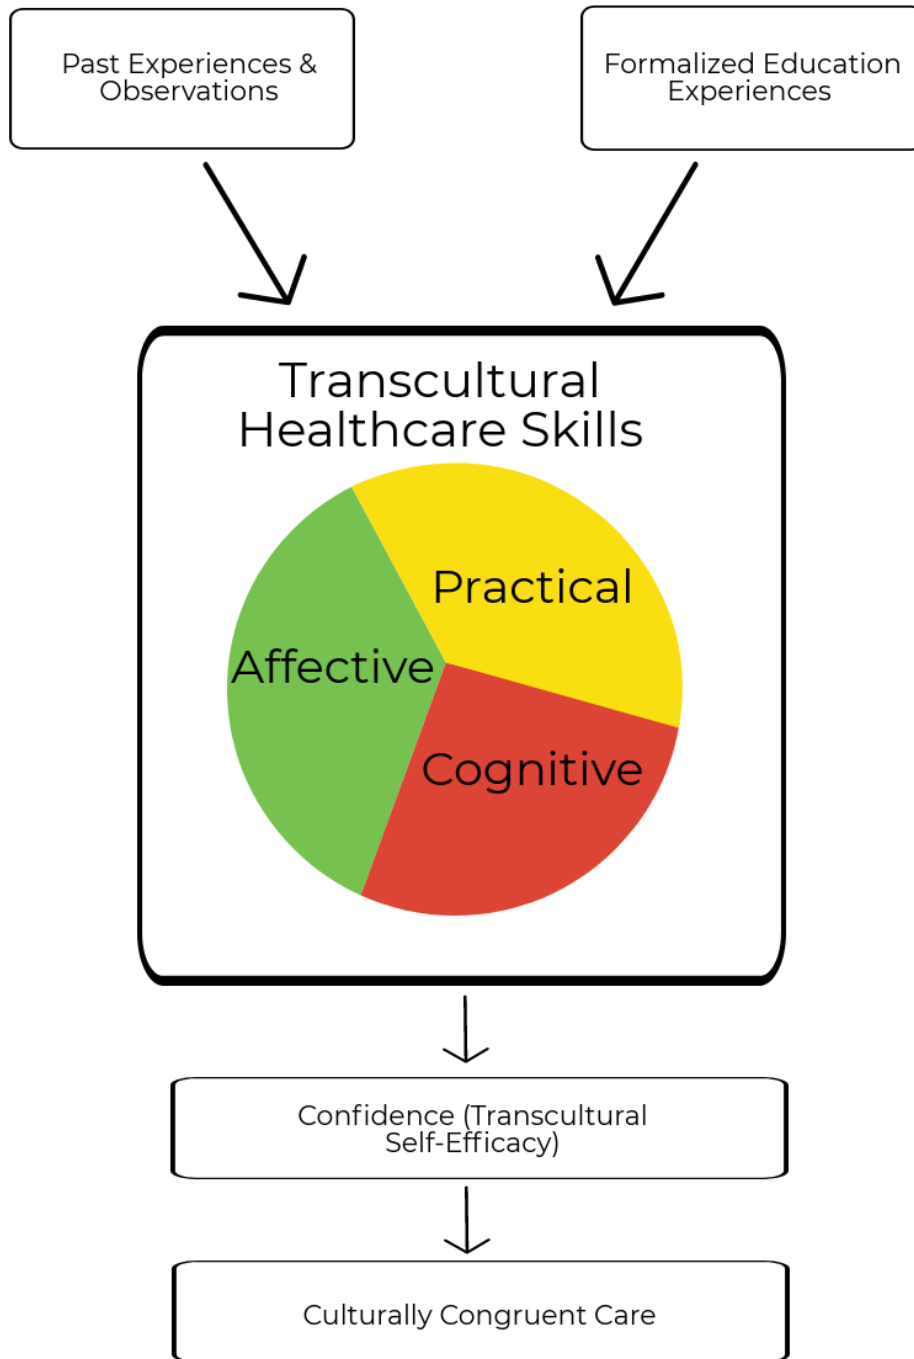 Past Experiences &
Observations
Formalized Education
Experiences
Transcultural
Healthcare Skills
Practical
Affective
Cognitive
Confidence (Transcultural
Self-Efficacy)
Culturally Congruent Care